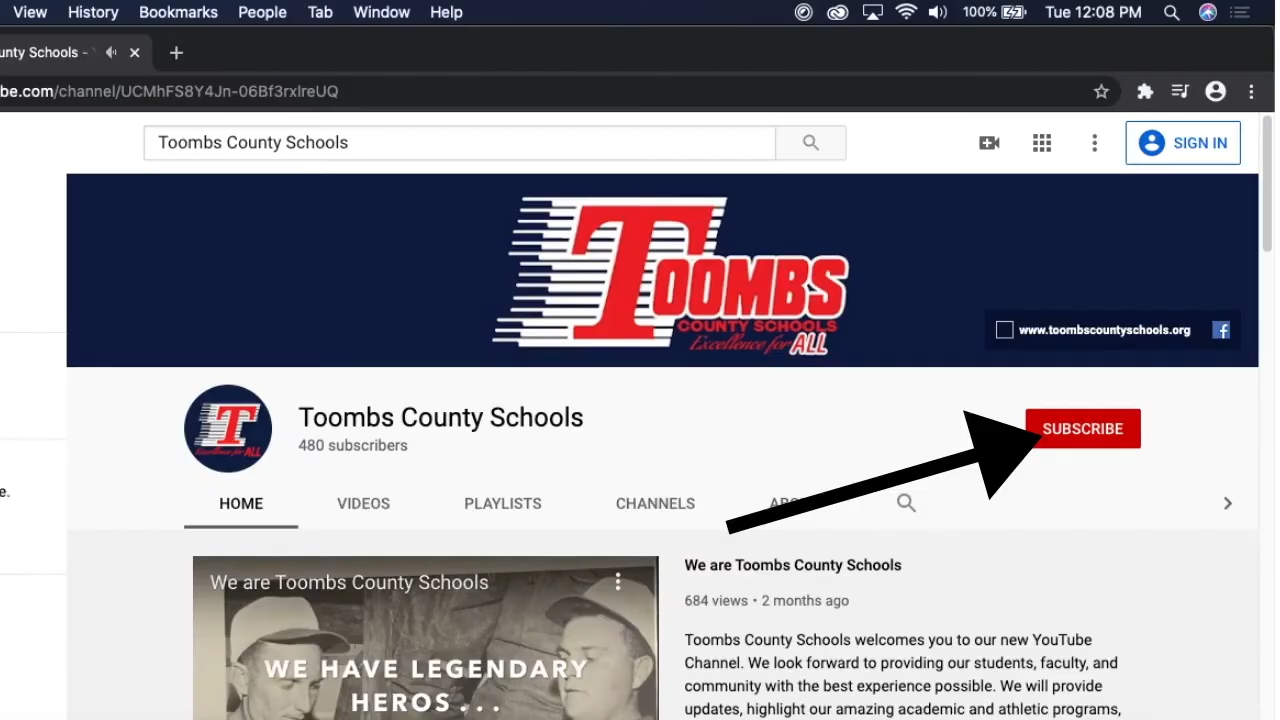 View History Bookmarks People Tab Window Help 100% Tue 12:08 PM
unty Schools -
be.com/channel/UCMhFS8Y4Jn-06Bf3rxlreUQ
Toombs County Schools SIGN IN
TOOMBS
COUNTY SCHOOLS
Excellence for ALL
www.toombscountyschools.org f
T
Excellence for ALL
Toombs County Schools
480 subscribers
SUBSCRIBE
e.
HOME VIDEOS PLAYLISTS CHANNELS
We are Toombs County Schools
WE HAVE LEGENDARY
HEROS . . .
We are Toombs County Schools
684 views • 2 months ago
Toombs County Schools welcomes you to our new YouTube
Channel. We look forward to providing our students, faculty, and
community with the best experience possible. We will provide
updates, highlight our amazing academic and athletic programs,